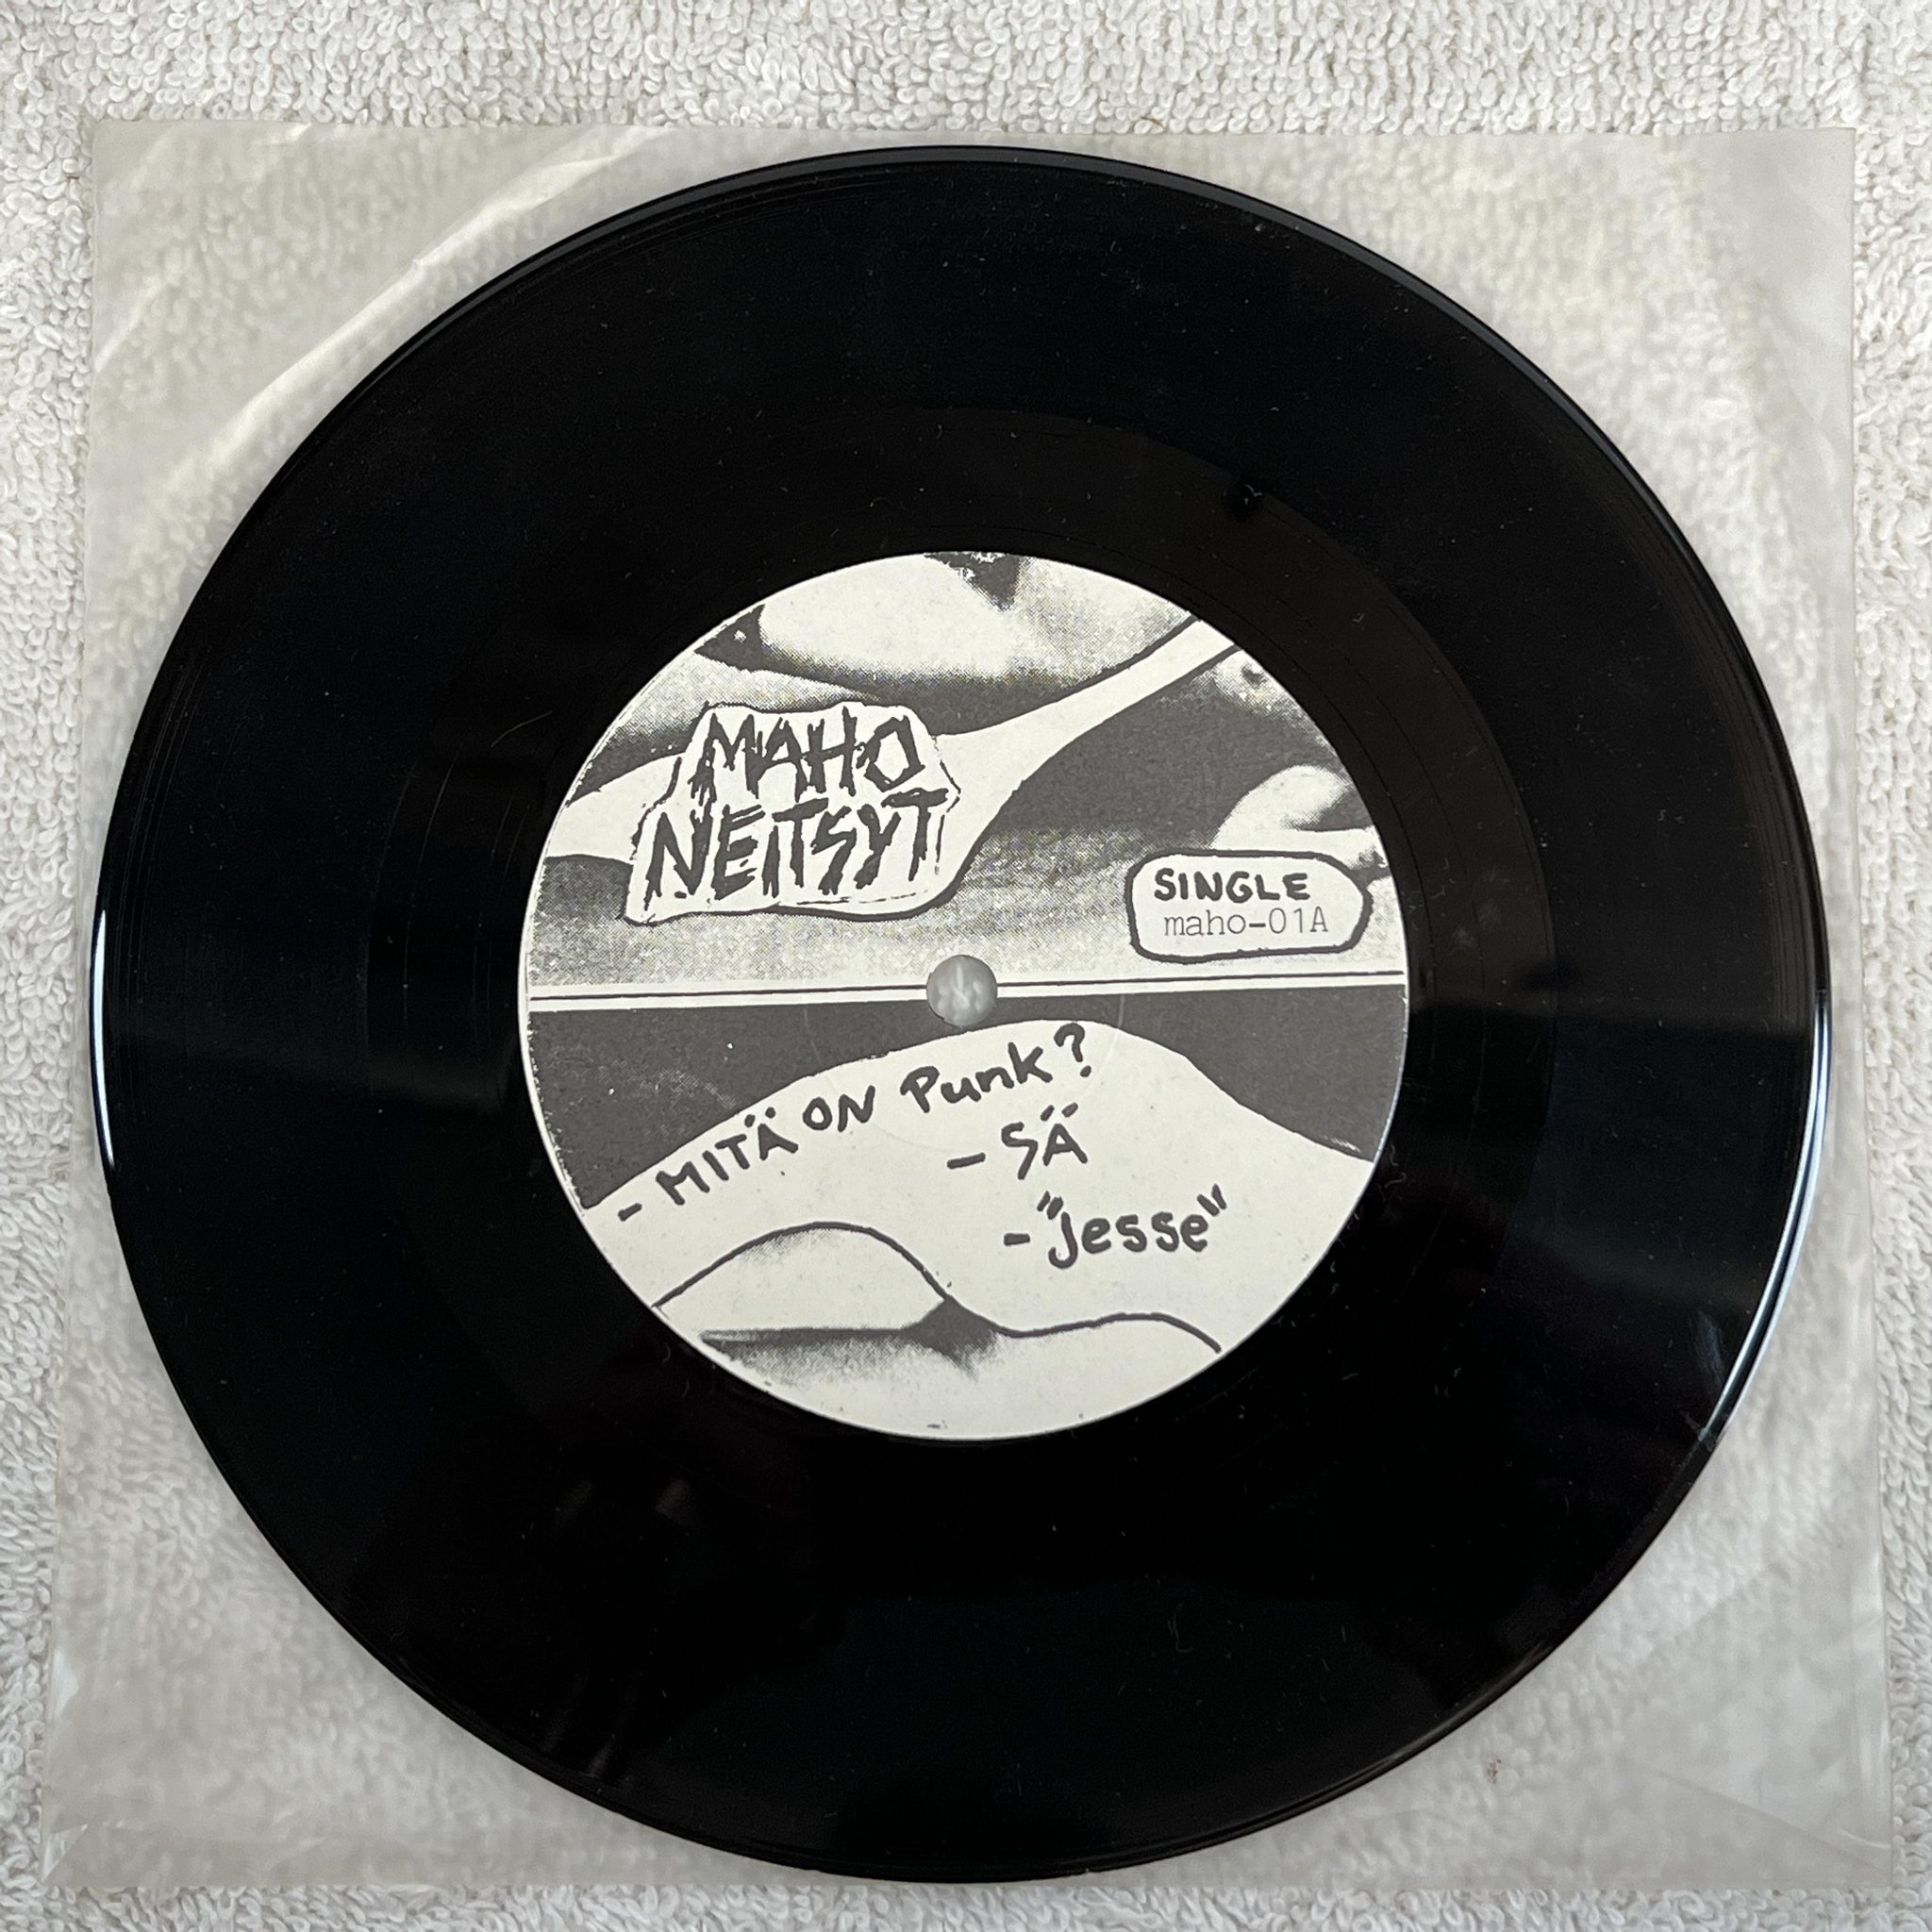 MAHO
NEITSYT
SINGLE
maho-01A
- MITÄ ON Punk?
- SÄ
- "Jesse"